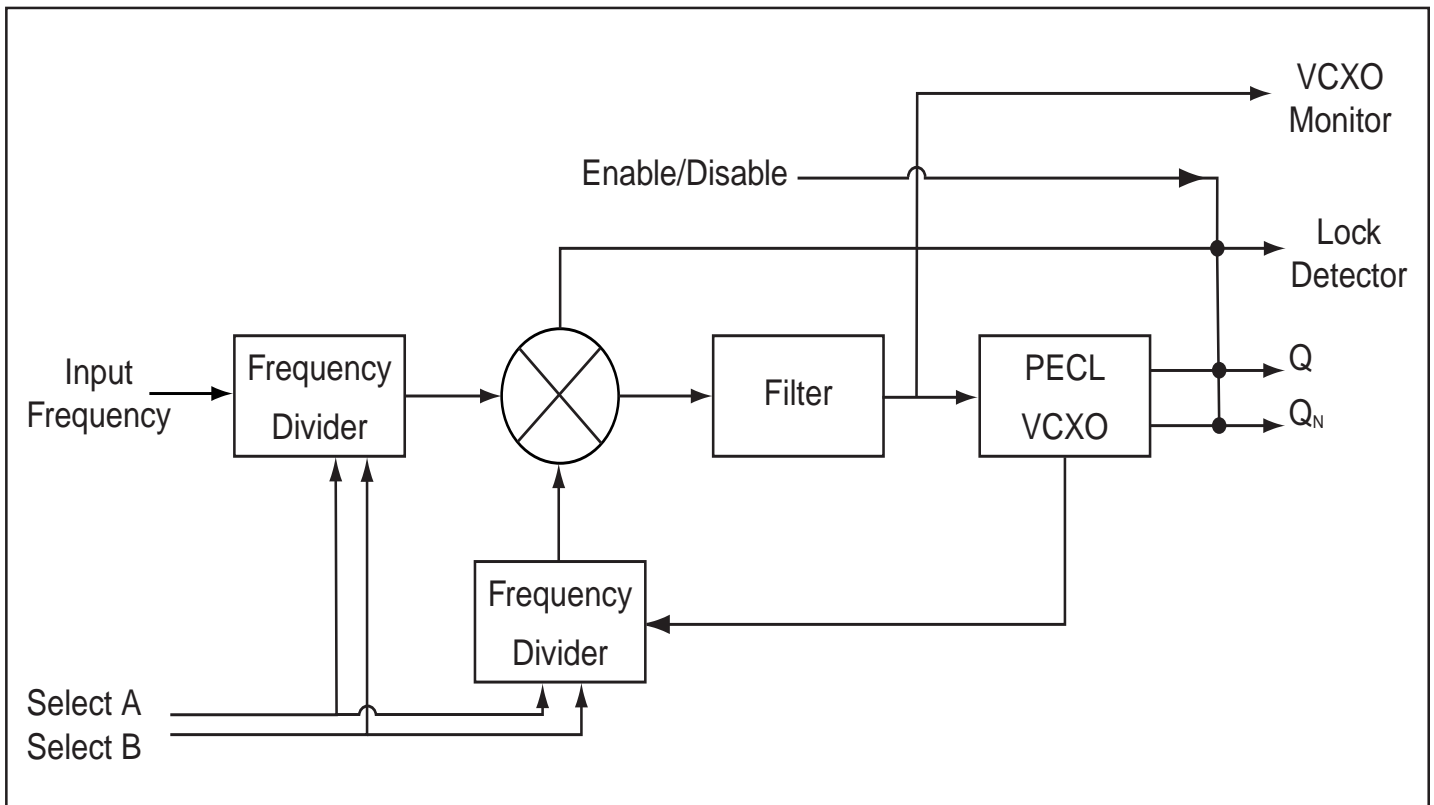 VCXO
Monitor
Enable/Disable
Lock
Detector
Input
Frequency
Frequency
Divider
Filter
PECL
VCXO
Q
QN
Frequency
Divider
Select A
Select B